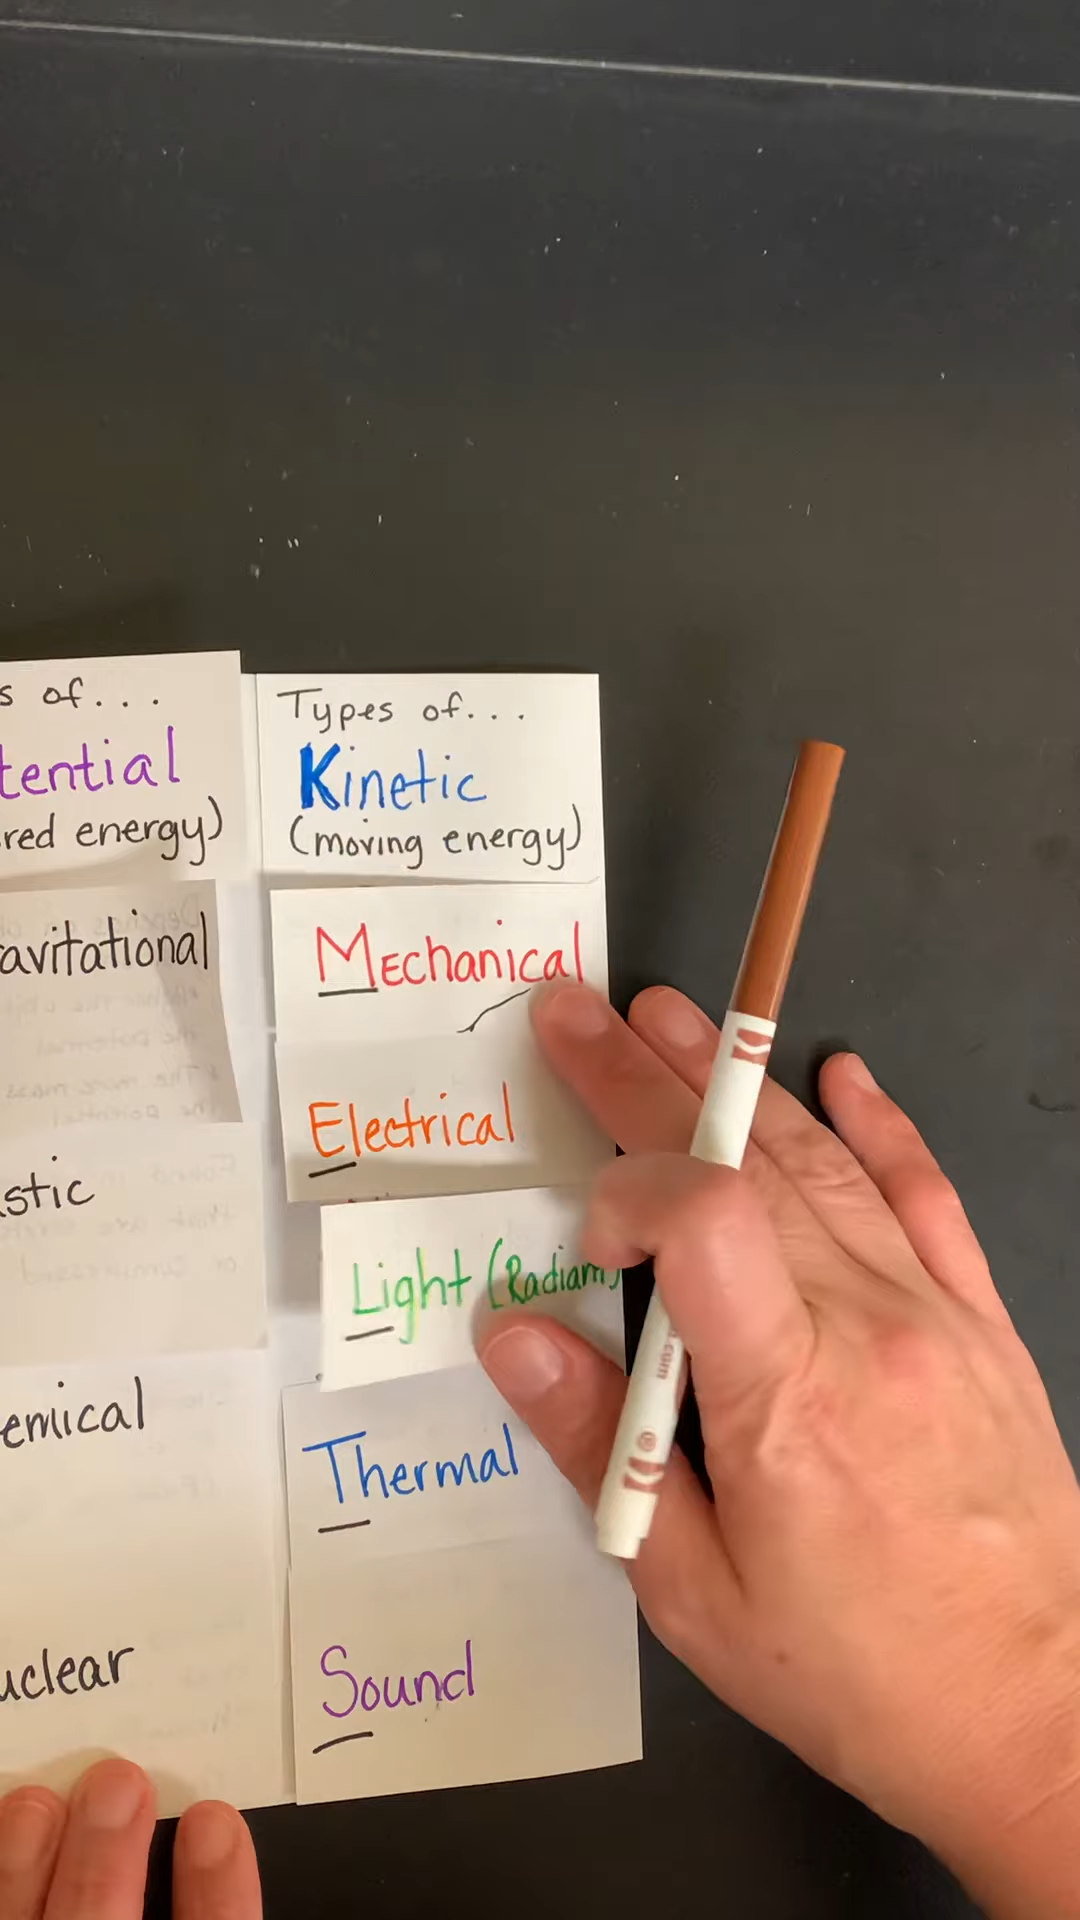 s of...
tential
red energy)
avitational
stic
emical
uclear
Types of...
Kinetic
(moving energy)
Mechanical
Electrical
Light (Radiant)
Thermal
Sound
.com